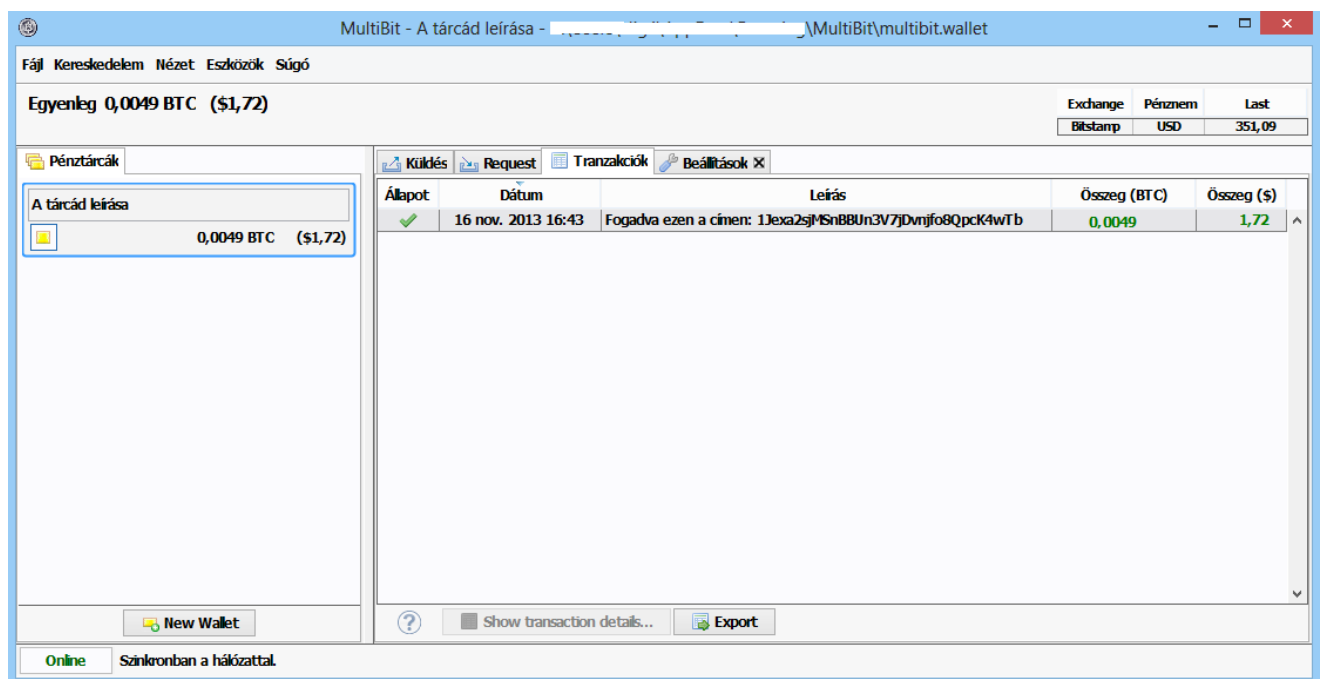 MultiBit - A tárcád leírása - \MultiBit\multibit.wallet
Fájl Kereskedelem Nézet Eszközök Súgó
Egyenleg 0,0049 BTC ($1,72)
Exchange Pénznem Last
Bitstamp USD 351,09
Pénztárcák
Küldés Request Tranzakciók Beállítások X
A tárcád leírása
0,0049 BTC ($1,72)
Állapot Dátum Leírás Összeg (BTC) Összeg ($)
16 nov. 2013 16:43 Fogadva ezen a címen: 1Jexa2sjMSnBBUn3V7jDvnjfo8QpcK4wTb 0,0049 1,72
New Wallet
? Show transaction details... Export
Online Szinkronban a hálózattal.